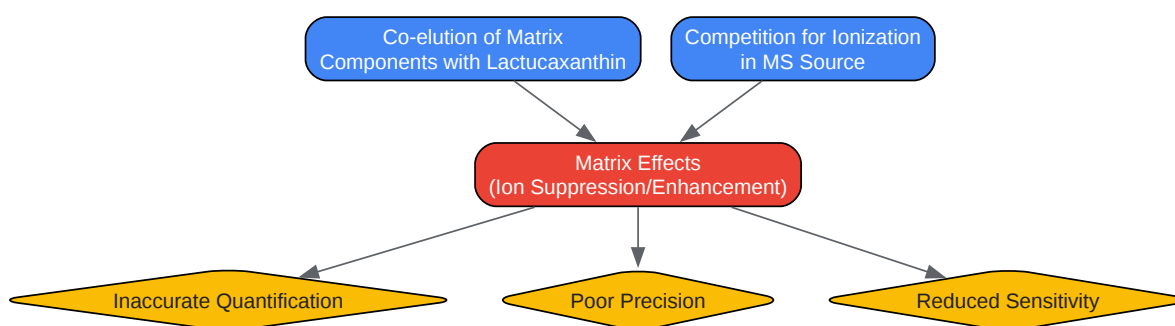 Co-elution of Matrix
Components with Lactucaxanthin
Competition for Ionization
in MS Source
Matrix Effects
(Ion Suppression/Enhancement)
Inaccurate Quantification
Poor Precision
Reduced Sensitivity